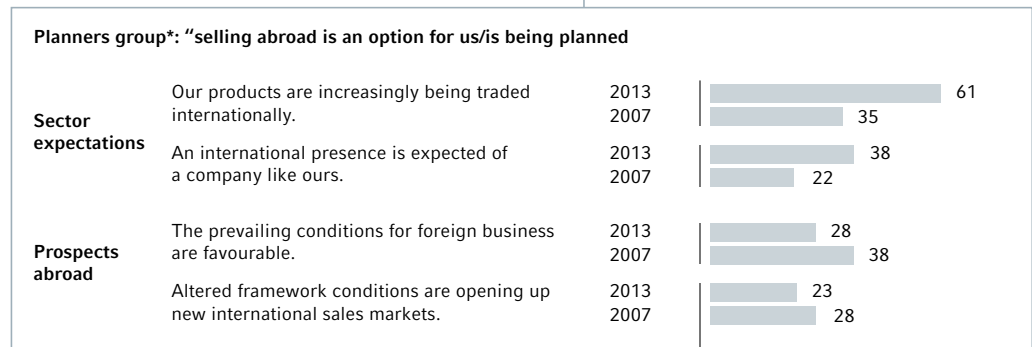 Planners group*: “selling abroad is an option for us/is being planned
Sector
expectations
Our products are increasingly being traded
internationally.
2013 61
2007 35
An international presence is expected of
a company like ours.
2013 38
2007 22
Prospects
abroad
The prevailing conditions for foreign business
are favourable.
2013 28
2007 38
Altered framework conditions are opening up
new international sales markets.
2013 23
2007 28